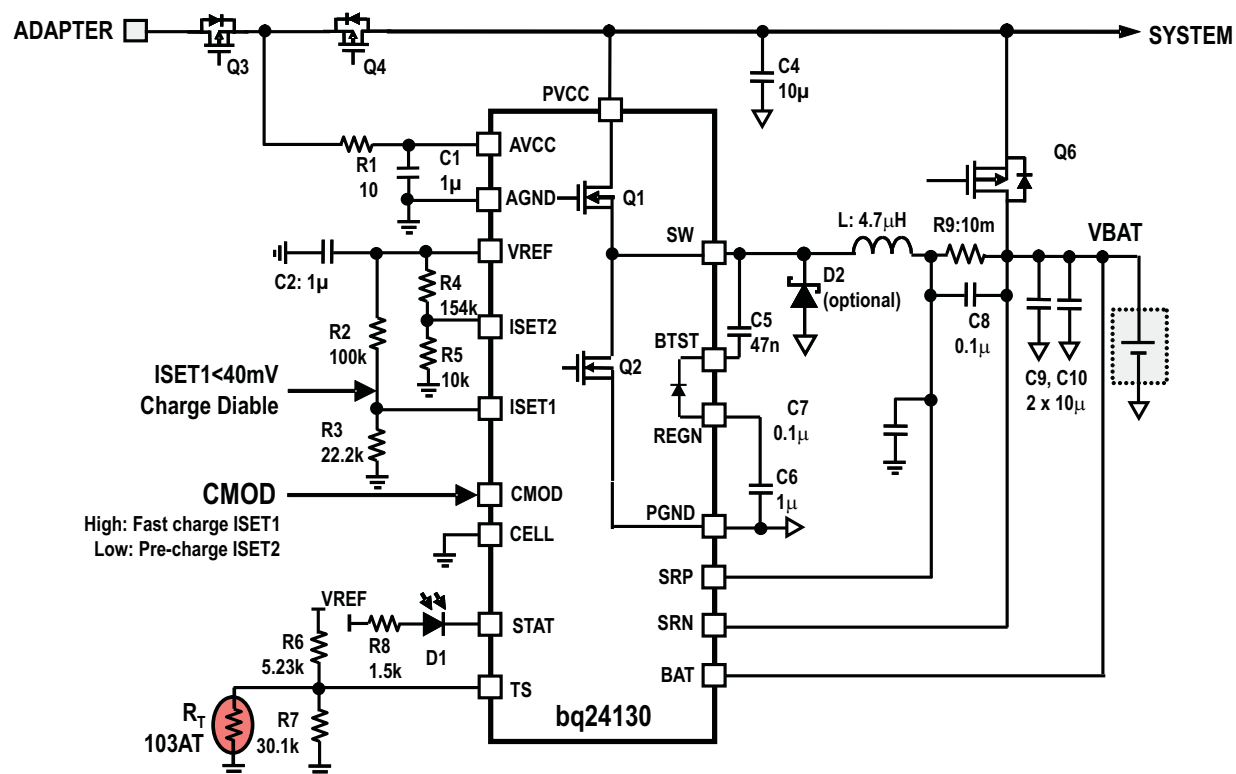 ADAPTER
Q3
Q4
SYSTEM
C4
10µ
PVCC
R1
10
C1
1µ
AVCC
AGND
Q1
Q6
C2: 1µ
VREF
R4
154k
SW
L: 4.7µH
R9:10m
VBAT
D2
(optional)
R2
100k
ISET2
R5
10k
Q2
BTST
C5
47n
C8
0.1µ
C9, C10
2 x 10µ
ISET1<40mV
Charge Diable
ISET1
R3
22.2k
REGN
C7
0.1µ
C6
1µ
CMOD
High: Fast charge ISET1
Low: Pre-charge ISET2
CMOD
CELL
PGND
SRP
VREF
R8
1.5k
D1
STAT
SRN
R6
5.23k
BAT
TS
RT
103AT
R7
30.1k
bq24130